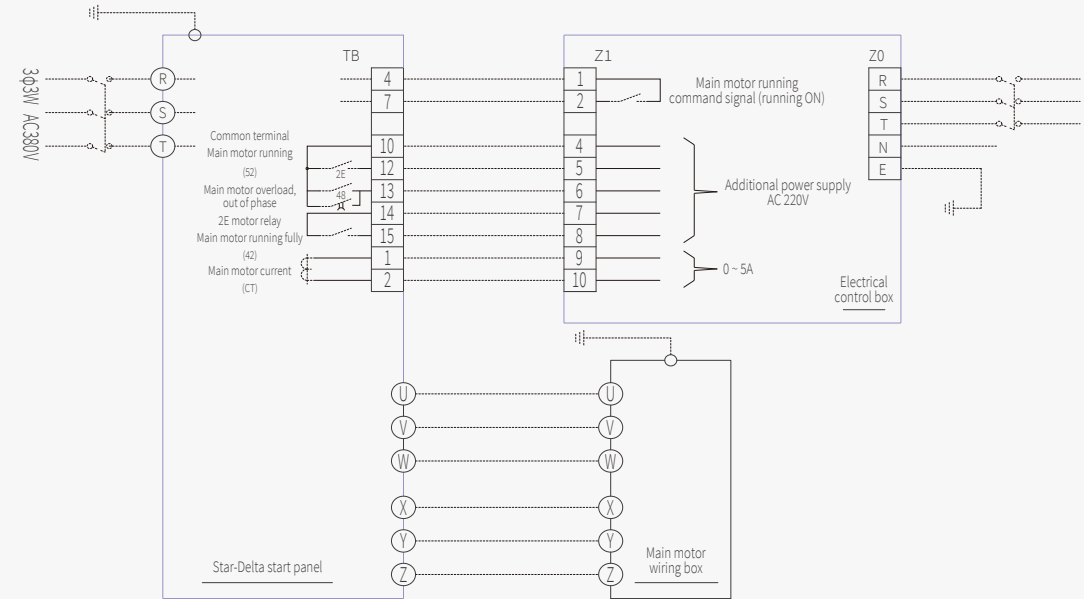 3ф3W AC380V
R
S
T
TB
4
7
10
12
13
14
15
1
2
Common terminal
Main motor running
(52)
Main motor overload,
out of phase
2E motor relay
Main motor running fully
(42)
Main motor current
(CT)
2E
48
Star-Delta start panel
Z1
1
2
4
5
6
7
8
9
10
Main motor running
command signal (running ON)
Additional power supply
AC 220V
0 ~ 5A
Z0
R
S
T
N
E
Electrical
control box
U
V
W
X
Y
Z
U
V
W
X
Y
Z
Main motor
wiring box